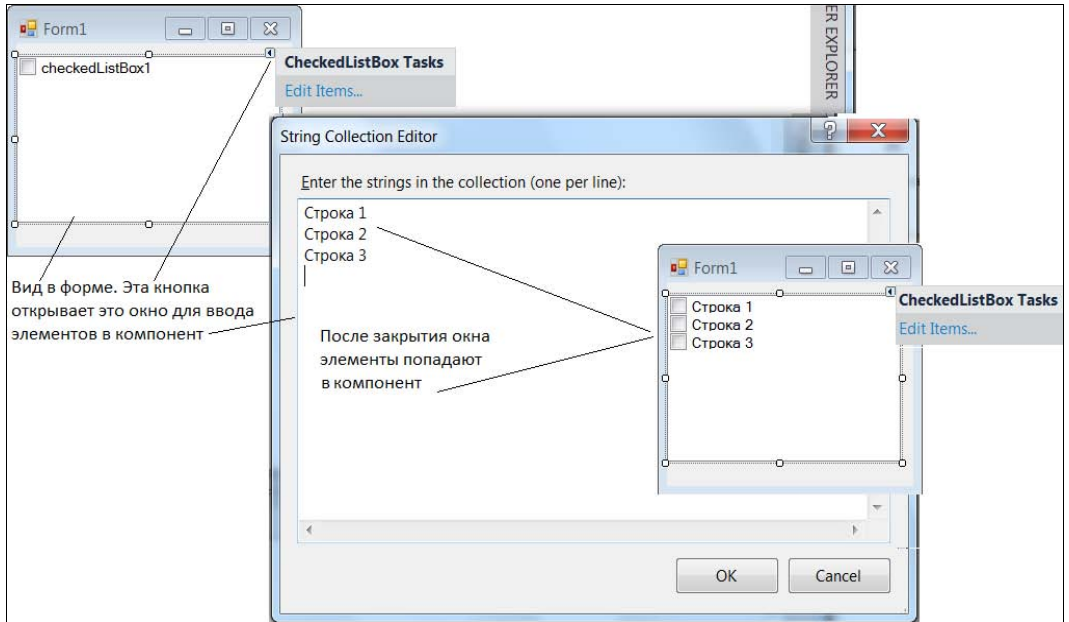 Form1
checkedListBox1
CheckedListBox Tasks
Edit Items...
ER EXPLORER
String Collection Editor
Enter the strings in the collection (one per line):
Строка 1
Строка 2
Строка 3
Вид в форме. Эта кнопка
открывает это окно для ввода
элементов в компонент
После закрытия окна
элементы попадают
в компонент
Form1
Строка 1
Строка 2
Строка 3
CheckedListBox Tasks
Edit Items...
OK
Cancel